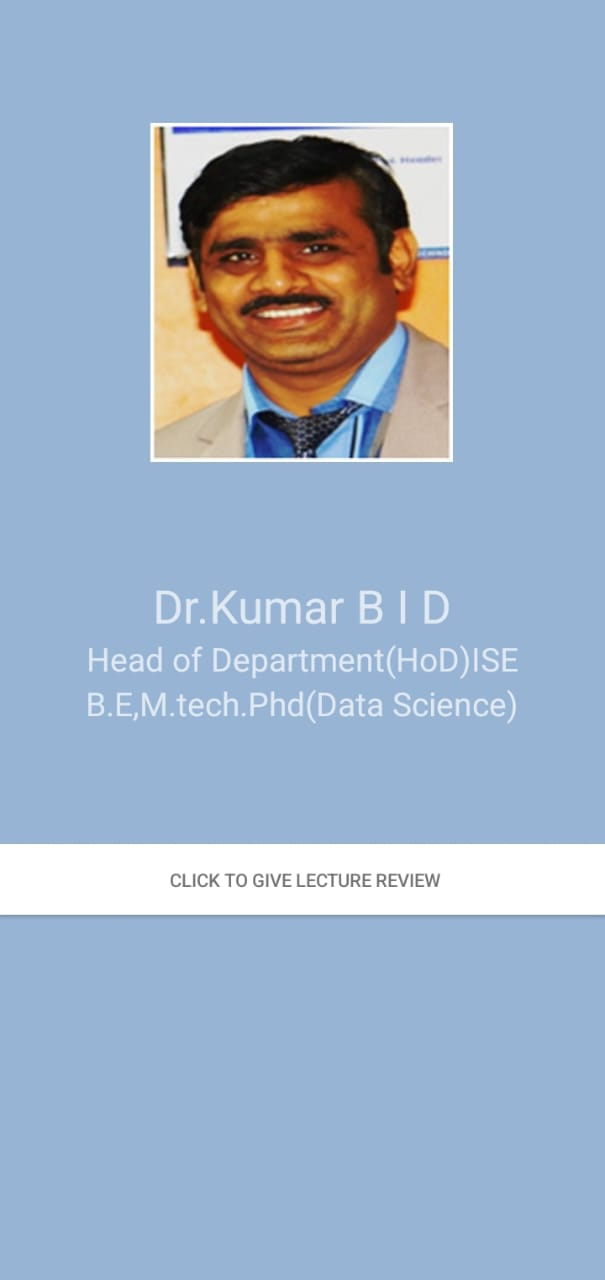 Dr.Kumar B I D
Head of Department(HoD)ISE
B.E,M.tech.Phd(Data Science)
CLICK TO GIVE LECTURE REVIEW